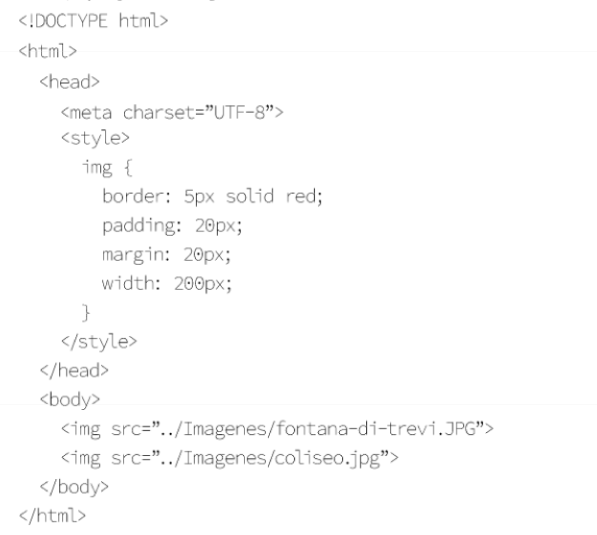 <!DOCTYPE html>
<html>
<head>
<meta charset=”UTF-8”>
<style>
img {
border: 5px solid red;
padding: 20px;
margin: 20px;
width: 200px;
}
</style>
</head>
<body>
<img src=”../Imagenes/fontana-di-trevi.JPG”>
<img src=”../Imagenes/coliseo.jpg”>
</body>
</html>